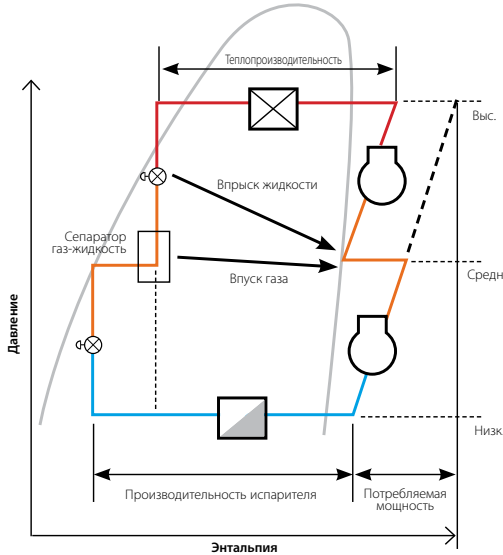 Теплопроизводительность
Выс.
Впрыск жидкости
Сепаратор
газ-жидкость
Впуск газа
Средн
Давление
Низк
Производительность испарителя
Потребляемая
мощность
Энтальпия